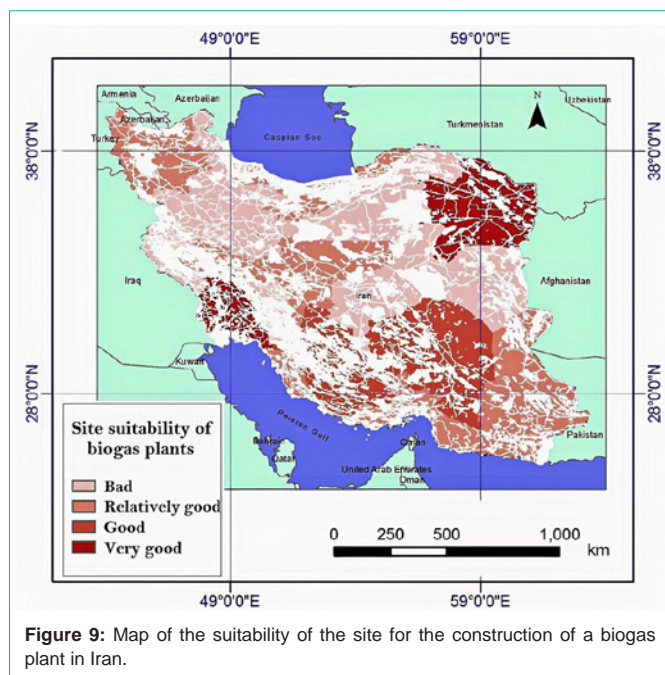 49°0'0"E 59°0'0"E
Armenia
Azerbaijan
Azerbaijan
Turkey
Caspian Sea
Turkmenistan
Uzbekistan
N
38°0'0"N
38°0'0"N
Iraq
Iran
Afghanistan
Kuwait
28°0'0"N
28°0'0"N
Persian Gulf
Bahrain
Qatar
Oman
United Arab Emirates
Oman
Pakistan
Site suitability of
biogas plants
Bad
Relatively good
Good
Very good
0 250 500 1,000
km
49°0'0"E 59°0'0"E
Figure 9: Map of the suitability of the site for the construction of a biogas
plant in Iran.